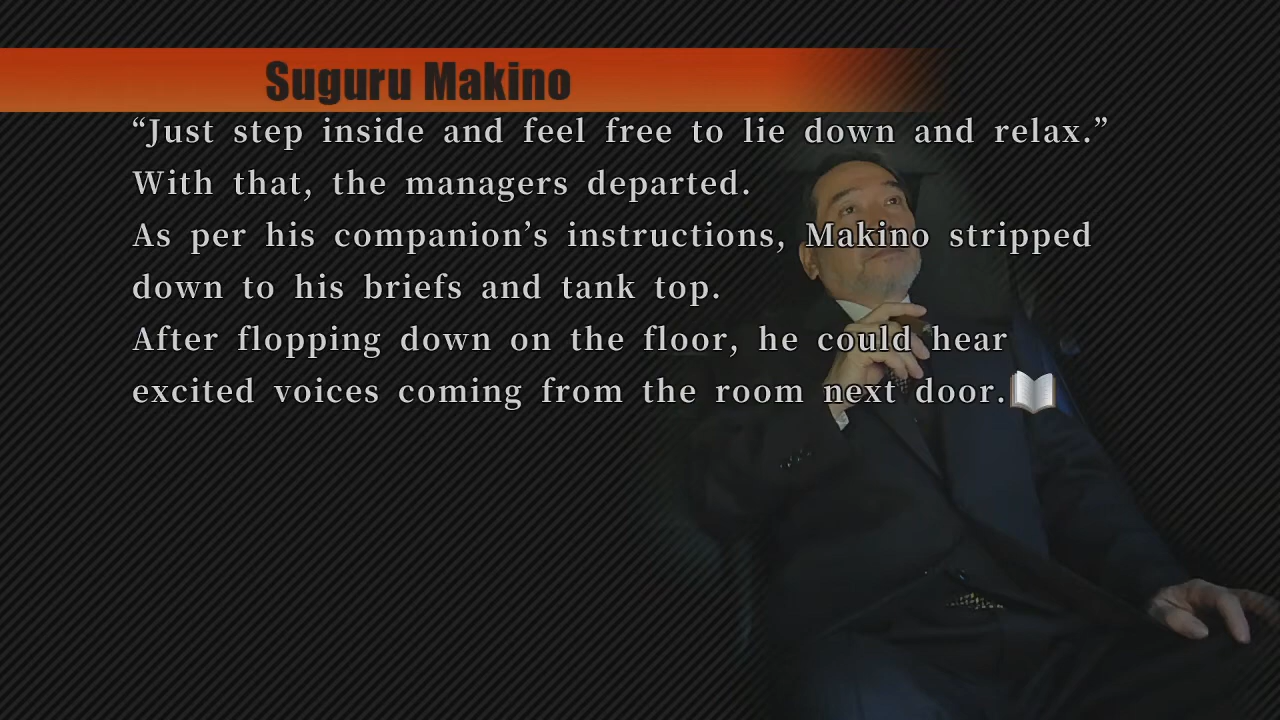 Suguru Makino
“Just step inside and feel free to lie down and relax.”
With that, the managers departed.
As per his companion’s instructions, Makino stripped
down to his briefs and tank top.
After flopping down on the floor, he could hear
excited voices coming from the room next door.